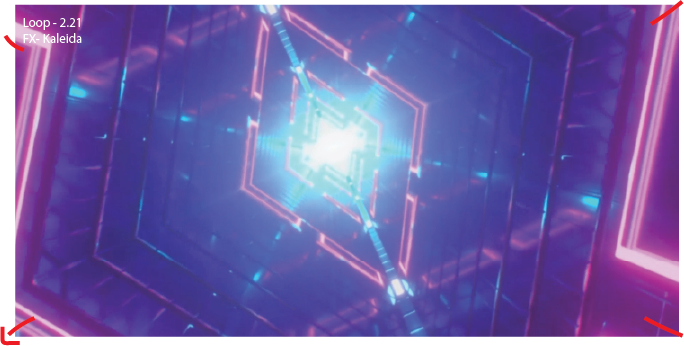 Loop - 2.21
FX- Kaleida